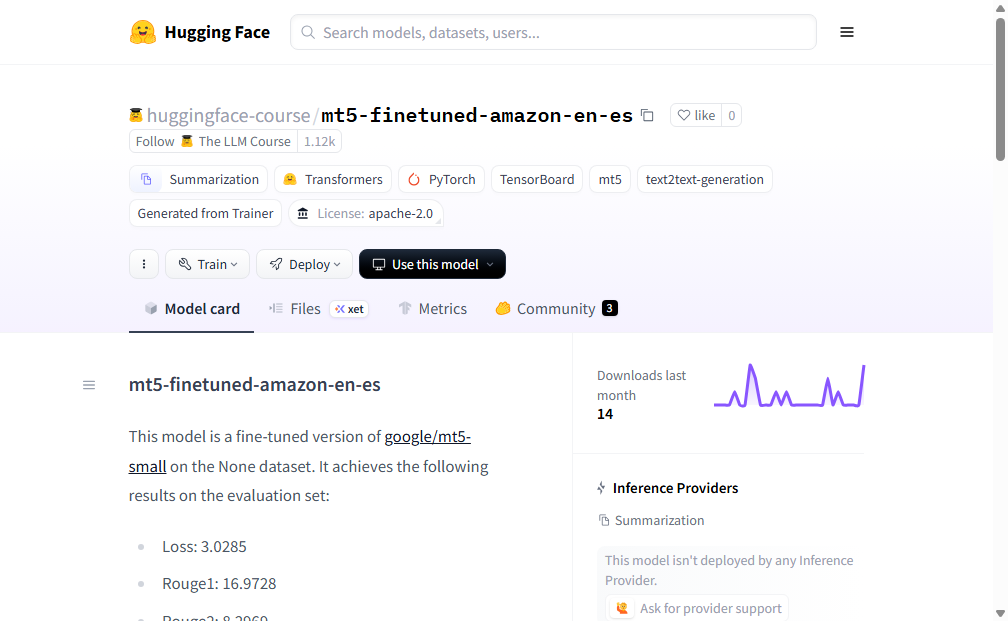 Hugging Face
Search models, datasets, users...
huggingface-course/mt5-finetuned-amazon-en-es
like 0
Follow The LLM Course 1.12k
Summarization Transformers PyTorch TensorBoard mt5 text2text-generation
Generated from Trainer License: apache-2.0
Train Deploy Use this model
Model card Files xet Metrics Community 3
mt5-finetuned-amazon-en-es
This model is a fine-tuned version of google/mt5-
small on the None dataset. It achieves the following
results on the evaluation set:
Loss: 3.0285
Rouge1: 16.9728
Rouge2: 8.2969
Downloads last
month
14
Inference Providers
Summarization
This model isn't deployed by any Inference
Provider.
Ask for provider support